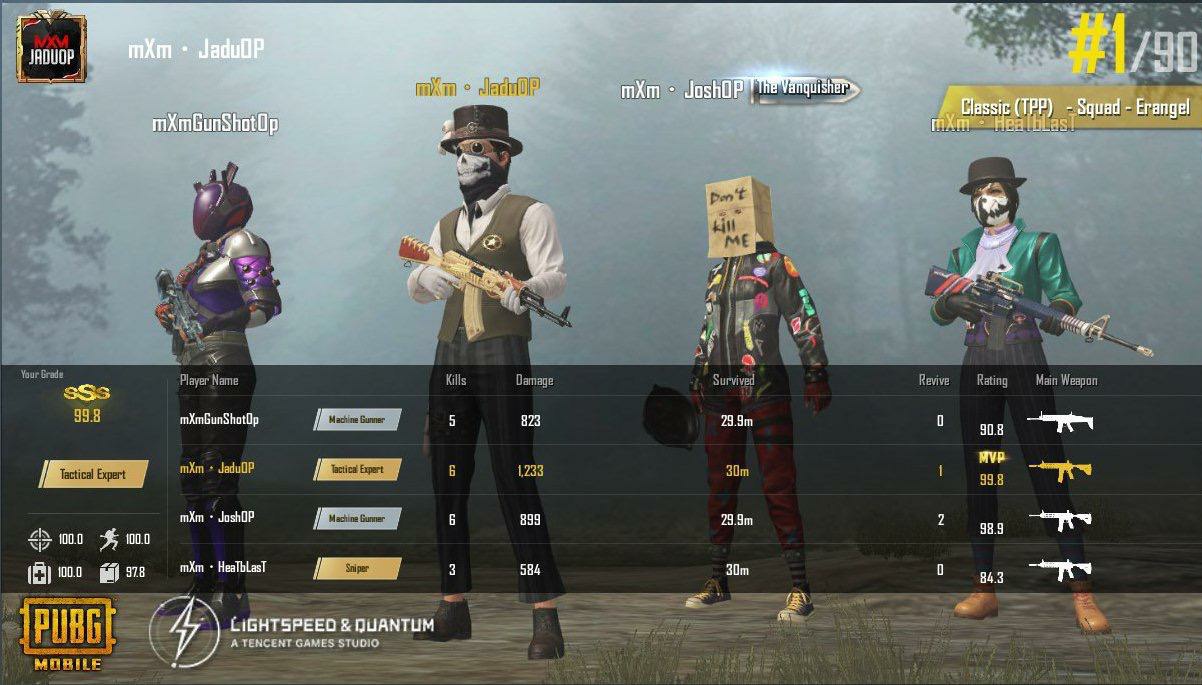 MXM
JADUOP
mXm • JaduOP
#1/90
mXm • JaduOP
mXm • JoshOP
The Vanquisher
Classic (TPP) - Squad - Erangel
mXmGunShotOp
mXm • HeaTbLasT
Don't
kill
ME
Your Grade
Player Name Kills Damage Survived Revive Rating Main Weapon
SSS
99.8
mXmGunShotOp Machine Gunner 5 823 29.9m 0 90.8
Tactical Expert
mXm • JaduOP Tactical Expert 6 1,233 30m 1 MVP 99.8
mXm • JoshOP Machine Gunner 6 899 29.9m 2 98.9
100.0 100.0
mXm • HeaTbLasT Sniper 3 584 30m 0 84.3
100.0 97.8
PUBG
MOBILE
LIGHTSPEED & QUANTUM
A TENCENT GAMES STUDIO